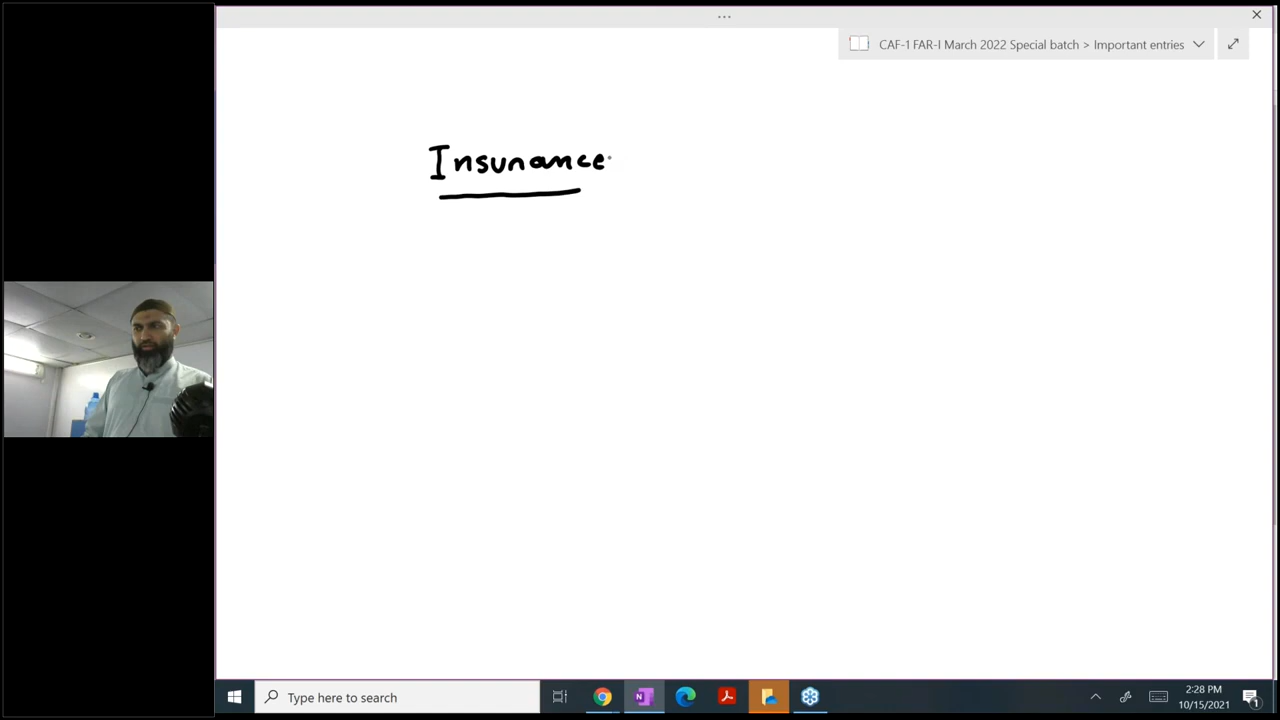 CAF-1 FAR-I March 2022 Special batch > Important entries
Insurance
Type here to search
2:28 PM
10/15/2021
1